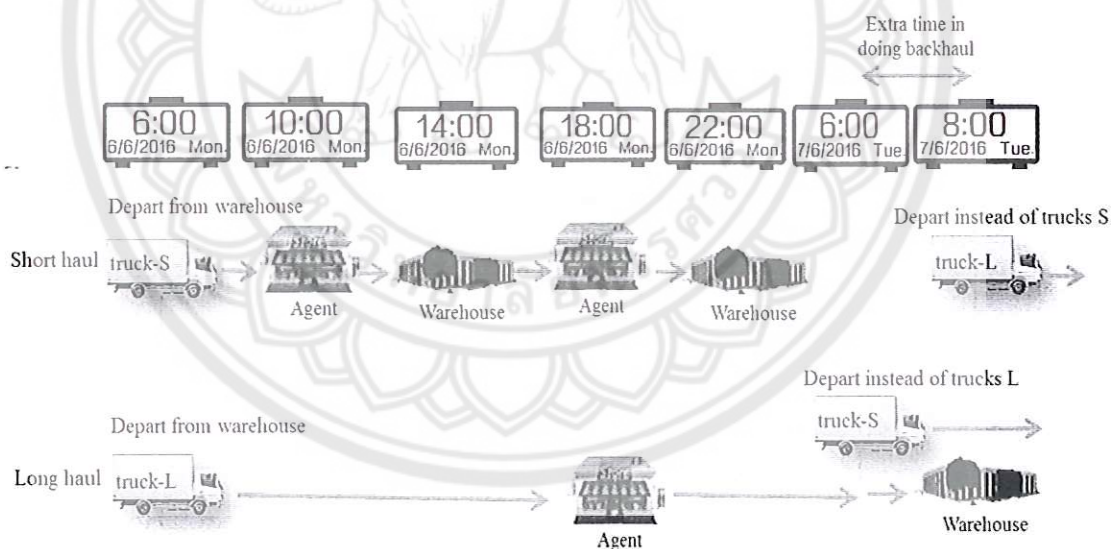 Extra time in
doing backhaul
6:00
6/6/2016 Mon.
10:00
6/6/2016 Mon.
14:00
6/6/2016 Mon.
18:00
6/6/2016 Mon.
22:00
6/6/2016 Mon.
6:00
7/6/2016 Tue.
8:00
7/6/2016 Tue.
Depart from warehouse
Depart instead of trucks S
Short haul
truck-S
truck-L
Agent
Warehouse
Agent
Warehouse
Depart instead of trucks L
Depart from warehouse
truck-S
Long haul
truck-L
Agent
Warehouse